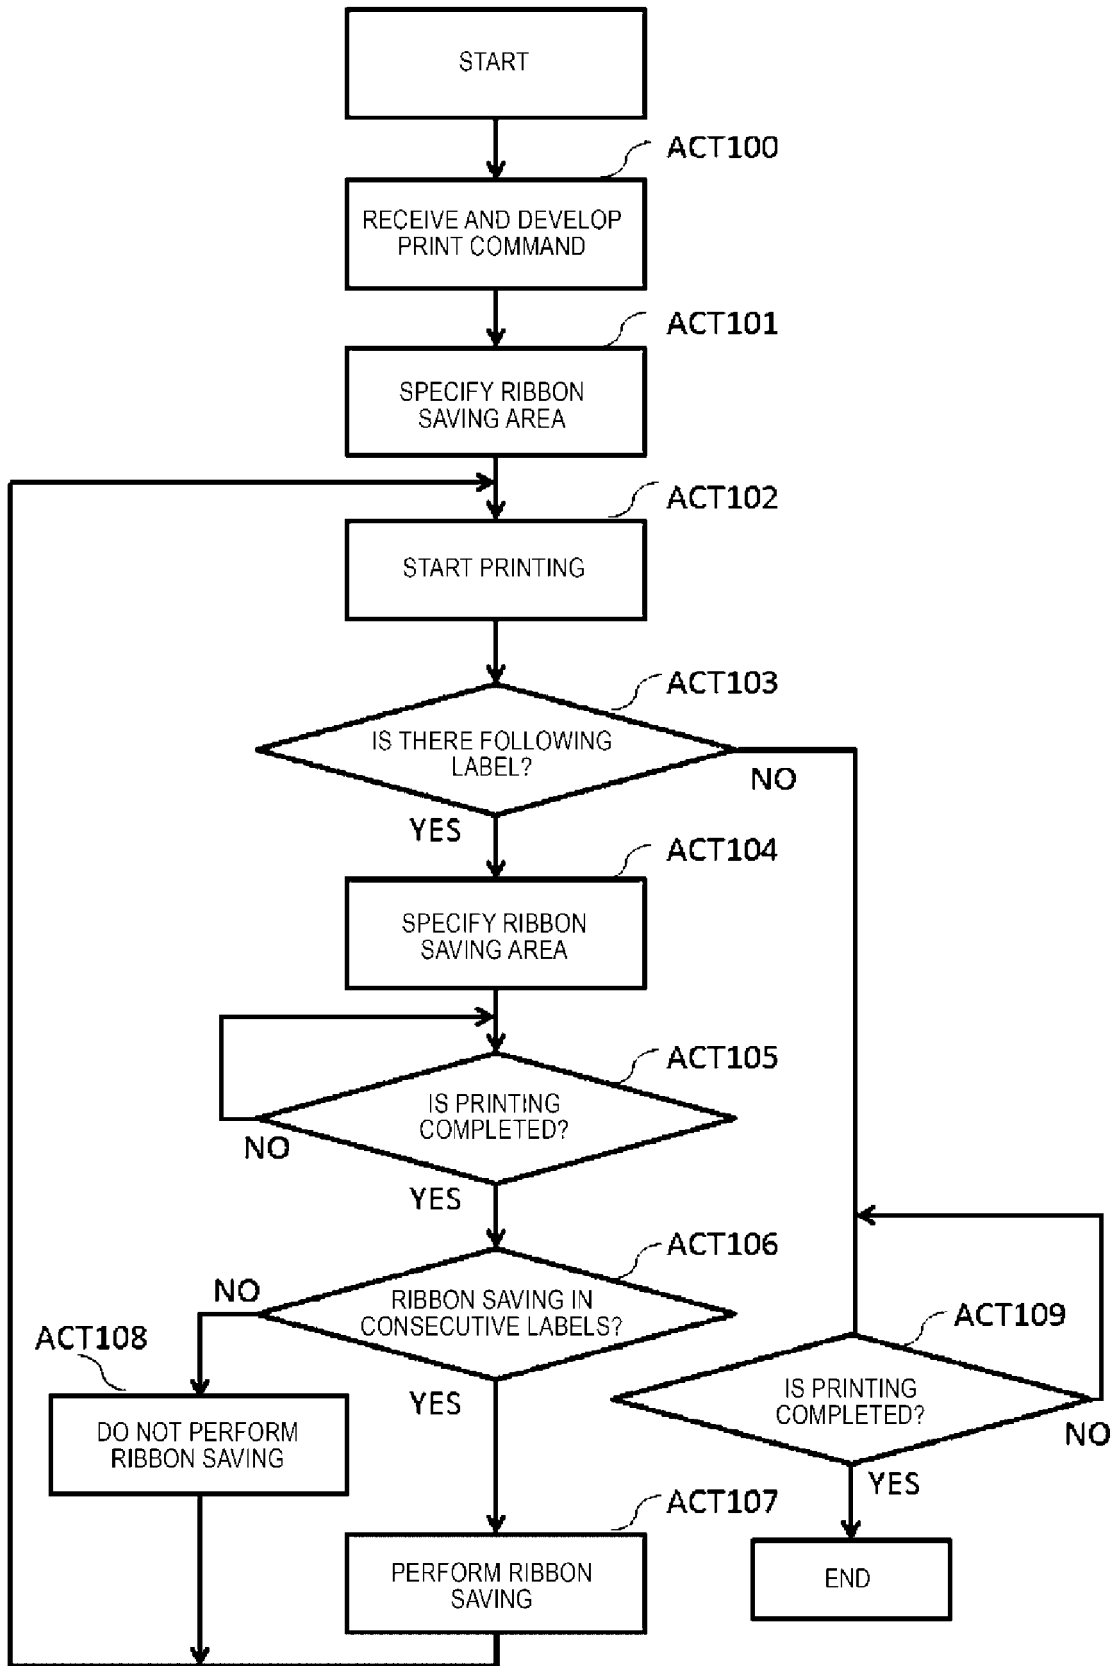 START
ACT100
RECEIVE AND DEVELOP
PRINT COMMAND
ACT101
SPECIFY RIBBON
SAVING AREA
ACT102
START PRINTING
ACT103
IS THERE FOLLOWING
LABEL?
NO
YES
ACT104
SPECIFY RIBBON
SAVING AREA
ACT105
IS PRINTING
COMPLETED?
NO
YES
ACT106
RIBBON SAVING IN
CONSECUTIVE LABELS?
NO
YES
ACT108
DO NOT PERFORM
RIBBON SAVING
ACT107
PERFORM RIBBON
SAVING
ACT109
IS PRINTING
COMPLETED?
NO
YES
END